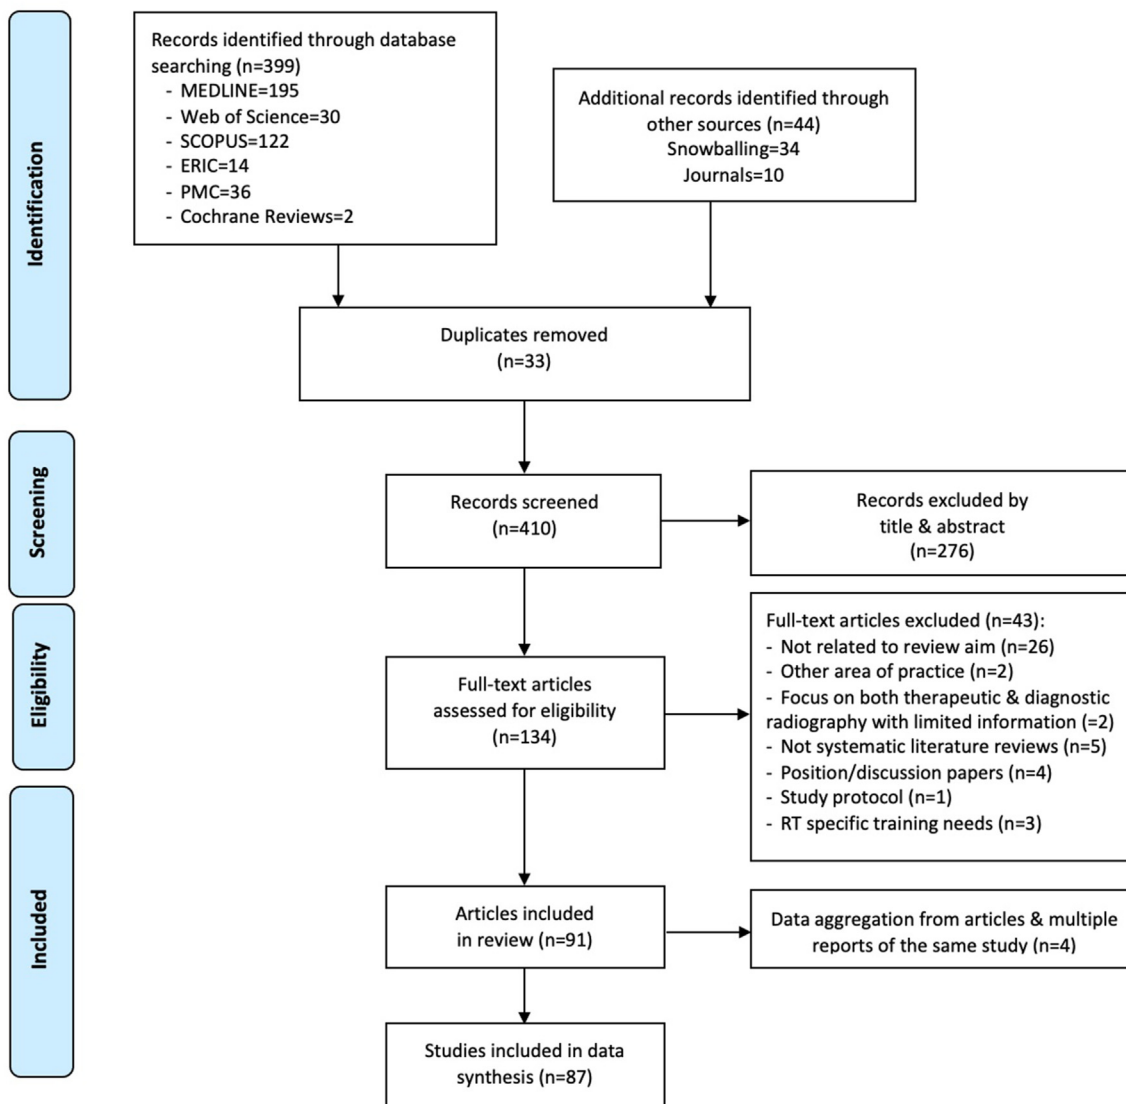 Identification
Records identified through database
searching (n=399)
- MEDLINE=195
- Web of Science=30
- SCOPUS=122
- ERIC=14
- PMC=36
- Cochrane Reviews=2
Additional records identified through
other sources (n=44)
Snowballing=34
Journals=10
Duplicates removed
(n=33)
Screening
Records screened
(n=410)
Records excluded by
title & abstract
(n=276)
Eligibility
Full-text articles
assessed for eligibility
(n=134)
Full-text articles excluded (n=43):
- Not related to review aim (n=26)
- Other area of practice (n=2)
- Focus on both therapeutic & diagnostic
radiography with limited information (=2)
- Not systematic literature reviews (n=5)
- Position/discussion papers (n=4)
- Study protocol (n=1)
- RT specific training needs (n=3)
Included
Articles included
in review (n=91)
Data aggregation from articles & multiple
reports of the same study (n=4)
Studies included in data
synthesis (n=87)